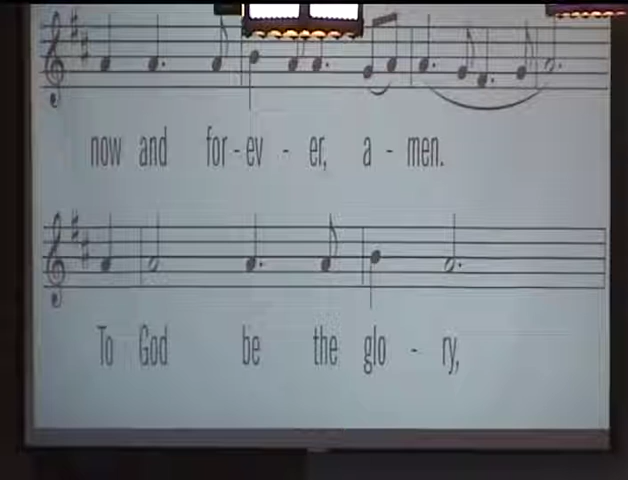 now and for - ev - er, a - men.
To God be the glo - ry,